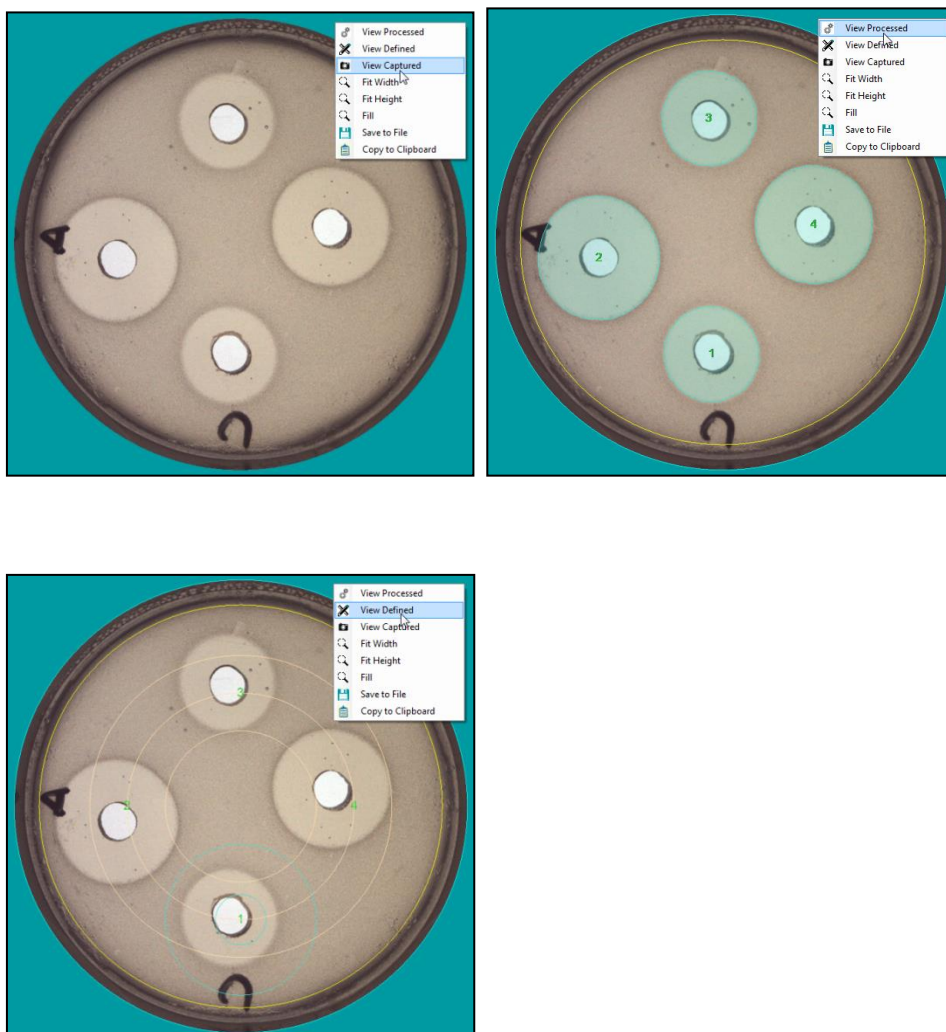 View Processed
View Defined
View Captured
Fit Width
Fit Height
Fill
Save to File
Copy to Clipboard
A
C
View Processed
View Defined
View Captured
Fit Width
Fit Height
Fill
Save to File
Copy to Clipboard
3
4
2
1
A
C
View Processed
View Defined
View Captured
Fit Width
Fit Height
Fill
Save to File
Copy to Clipboard
3
2
4
1
A
C